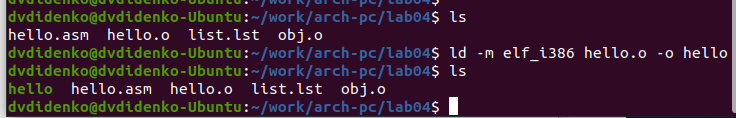 dvdidenko@dvdidenko-Ubuntu:~/work/arch-pc/lab04$ ls
hello.asm  hello.o  list.lst  obj.o
dvdidenko@dvdidenko-Ubuntu:~/work/arch-pc/lab04$ ld -m elf_i386 hello.o -o hello
dvdidenko@dvdidenko-Ubuntu:~/work/arch-pc/lab04$ ls
hello  hello.asm  hello.o  list.lst  obj.o
dvdidenko@dvdidenko-Ubuntu:~/work/arch-pc/lab04$